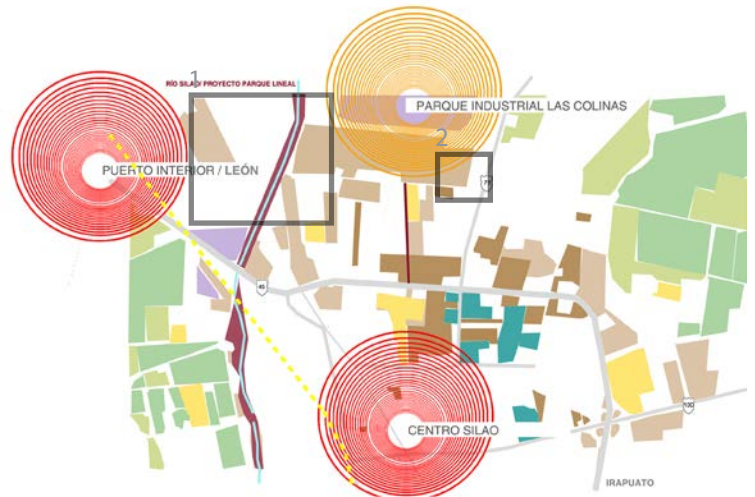 1
RÍO SILAO/ PROYECTO PARQUE LINEAL
PARQUE INDUSTRIAL LAS COLINAS
2
PUERTO INTERIOR / LEÓN
45
CENTRO SILAO
IRAPUATO